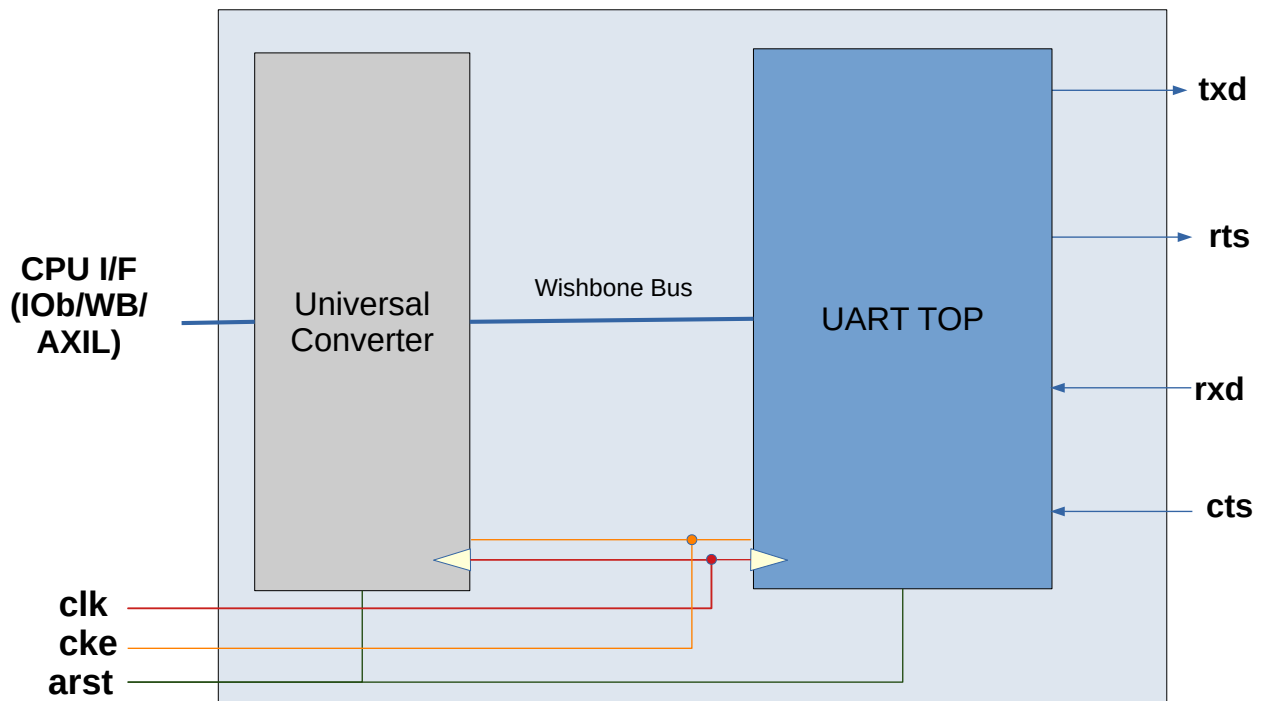 CPU I/F
(IOb/WB/
AXIL)
Universal
Converter
Wishbone Bus
UART TOP
txd
rts
rxd
cts
clk
cke
arst